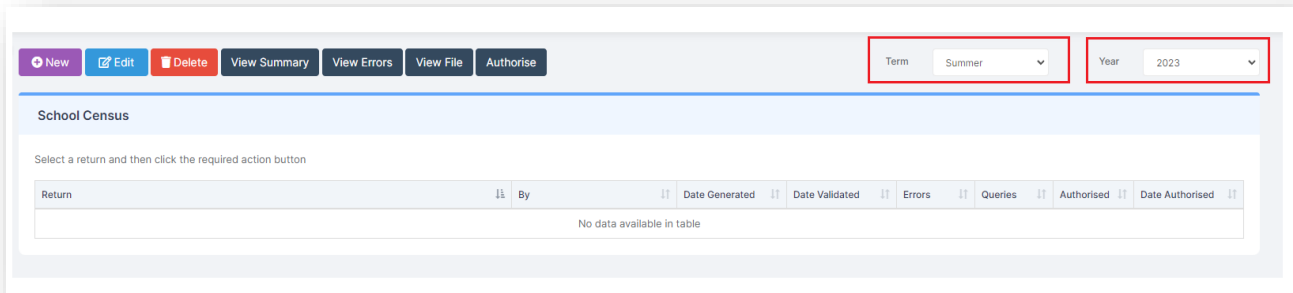 New Edit Delete View Summary View Errors View File Authorise Term Summer Year 2023
School Census
Select a return and then click the required action button
Return By Date Generated Date Validated Errors Queries Authorised Date Authorised
No data available in table